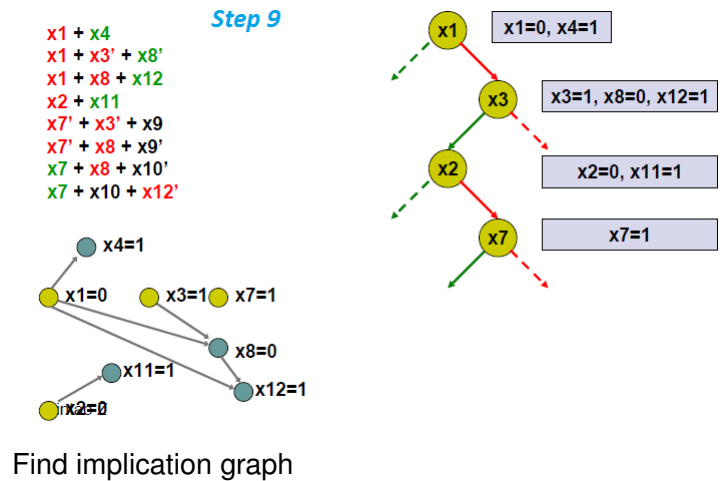 Step 9
x1 + x4
x1 + x3’ + x8’
x1 + x8 + x12
x2 + x11
x7’ + x3’ + x9
x7’ + x8 + x9’
x7 + x8 + x10’
x7 + x10 + x12’
x1
x1=0, x4=1
x3
x3=1, x8=0, x12=1
x2
x2=0, x11=1
x7
x7=1
x4=1
x1=0
x3=1
x7=1
x8=0
x11=1
x12=1
x2=0
Find implication graph